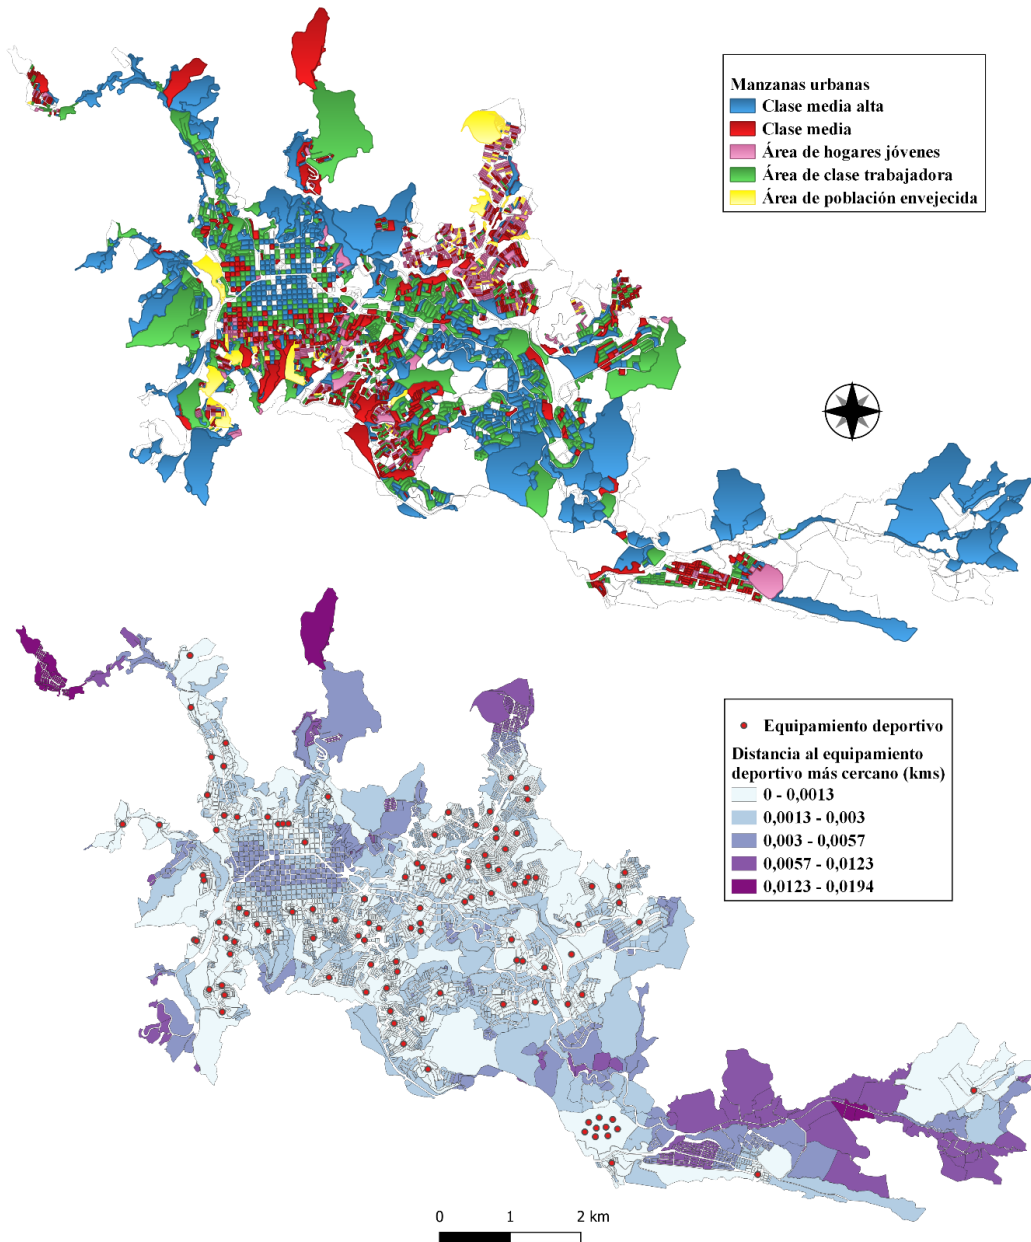 Manzanas urbanas
Clase media alta
Clase media
Área de hogares jóvenes
Área de clase trabajadora
Área de población envejecida
Equipamiento deportivo
Distancia al equipamiento
deportivo más cercano (kms)
0 - 0,0013
0,0013 - 0,003
0,003 - 0,0057
0,0057 - 0,0123
0,0123 - 0,0194
0 1 2 km